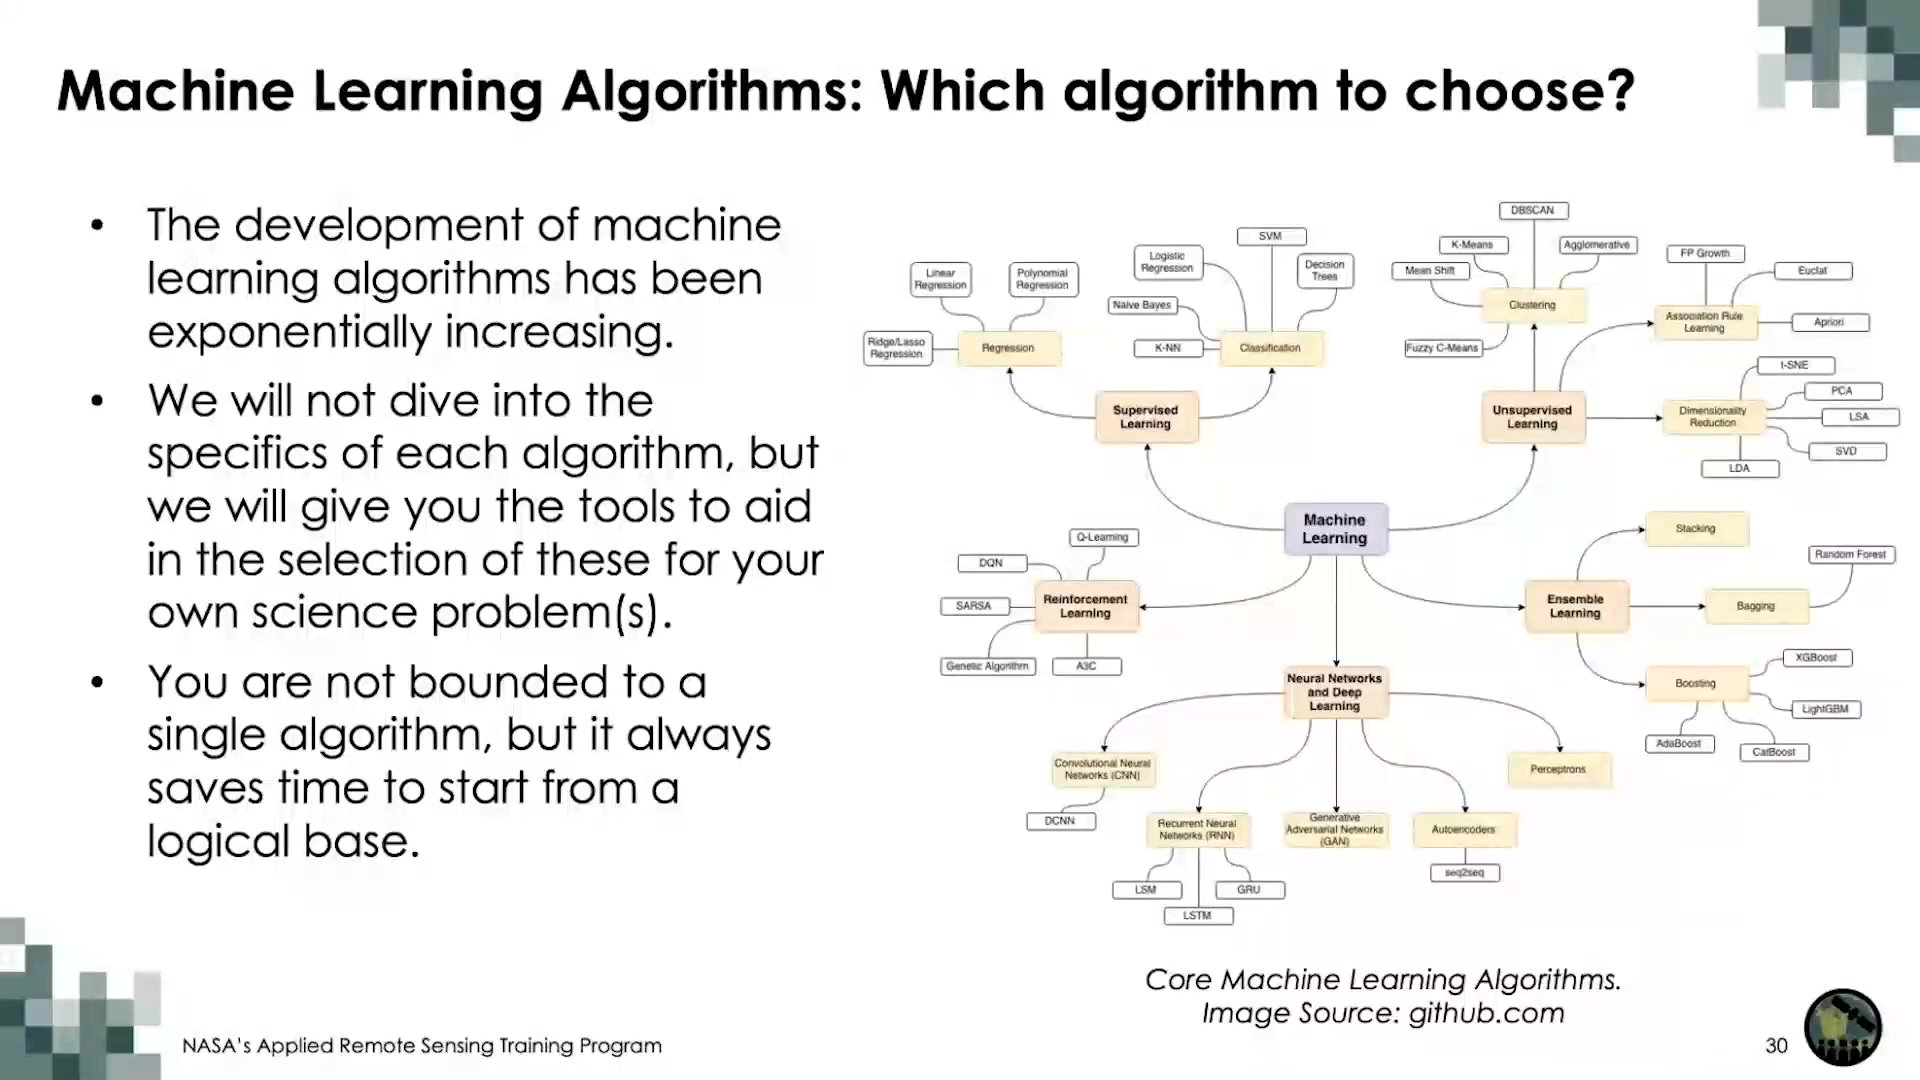 Machine Learning Algorithms: Which algorithm to choose?
• The development of machine
learning algorithms has been
exponentially increasing.
• We will not dive into the
specifics of each algorithm, but
we will give you the tools to aid
in the selection of these for your
own science problem(s).
• You are not bounded to a
single algorithm, but it always
saves time to start from a
logical base.
Linear
Regression
Polynomial
Regression
Ridge/Lasso
Regression
Regression
Logistic
Regression
SVM
Decision
Trees
Naive Bayes
K-NN
Classification
Supervised
Learning
DBSCAN
K-Means
Agglomerative
Mean Shift
Clustering
Fuzzy C-Means
FP Growth
Euclat
Association Rule
Learning
Apriori
t-SNE
PCA
Dimensionality
Reduction
LSA
SVD
LDA
Unsupervised
Learning
Machine
Learning
Q-Learning
DQN
SARSA
Reinforcement
Learning
Genetic Algorithm
A3C
Stacking
Random Forest
Ensemble
Learning
Bagging
XGBoost
Boosting
LightGBM
AdaBoost
CatBoost
Neural Networks
and Deep
Learning
Convolutional Neural
Networks (CNN)
DCNN
Recurrent Neural
Networks (RNN)
LSM
GRU
LSTM
Generative
Adversarial Networks
(GAN)
Autoencoders
seq2seq
Perceptrons
Core Machine Learning Algorithms.
Image Source: github.com
NASA's Applied Remote Sensing Training Program
30